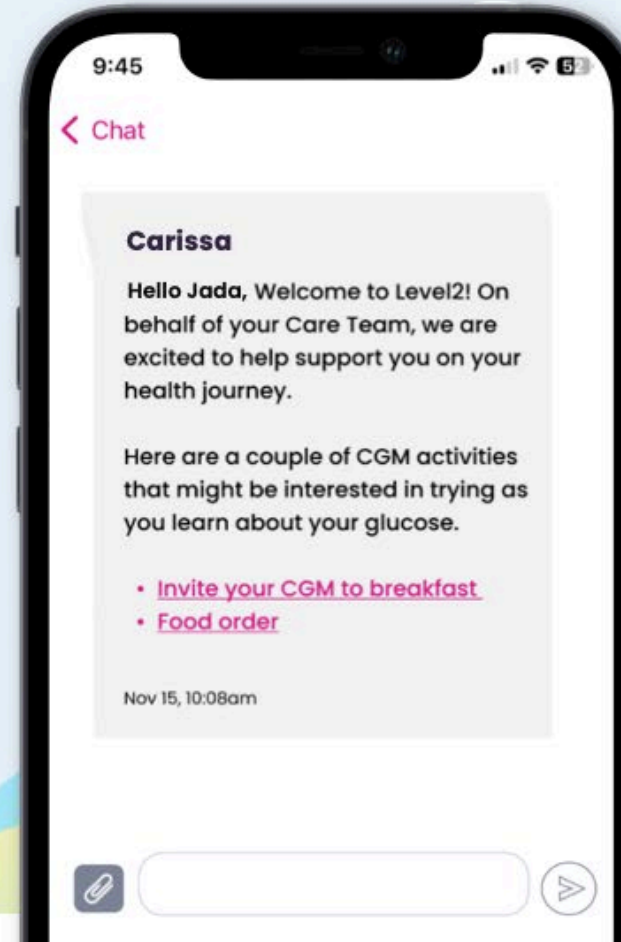 9:45
52
Chat
Carissa
Hello Jada, Welcome to Level2! On
behalf of your Care Team, we are
excited to help support you on your
health journey.
Here are a couple of CGM activities
that might be interested in trying as
you learn about your glucose.
• Invite your CGM to breakfast
• Food order
Nov 15, 10:08am